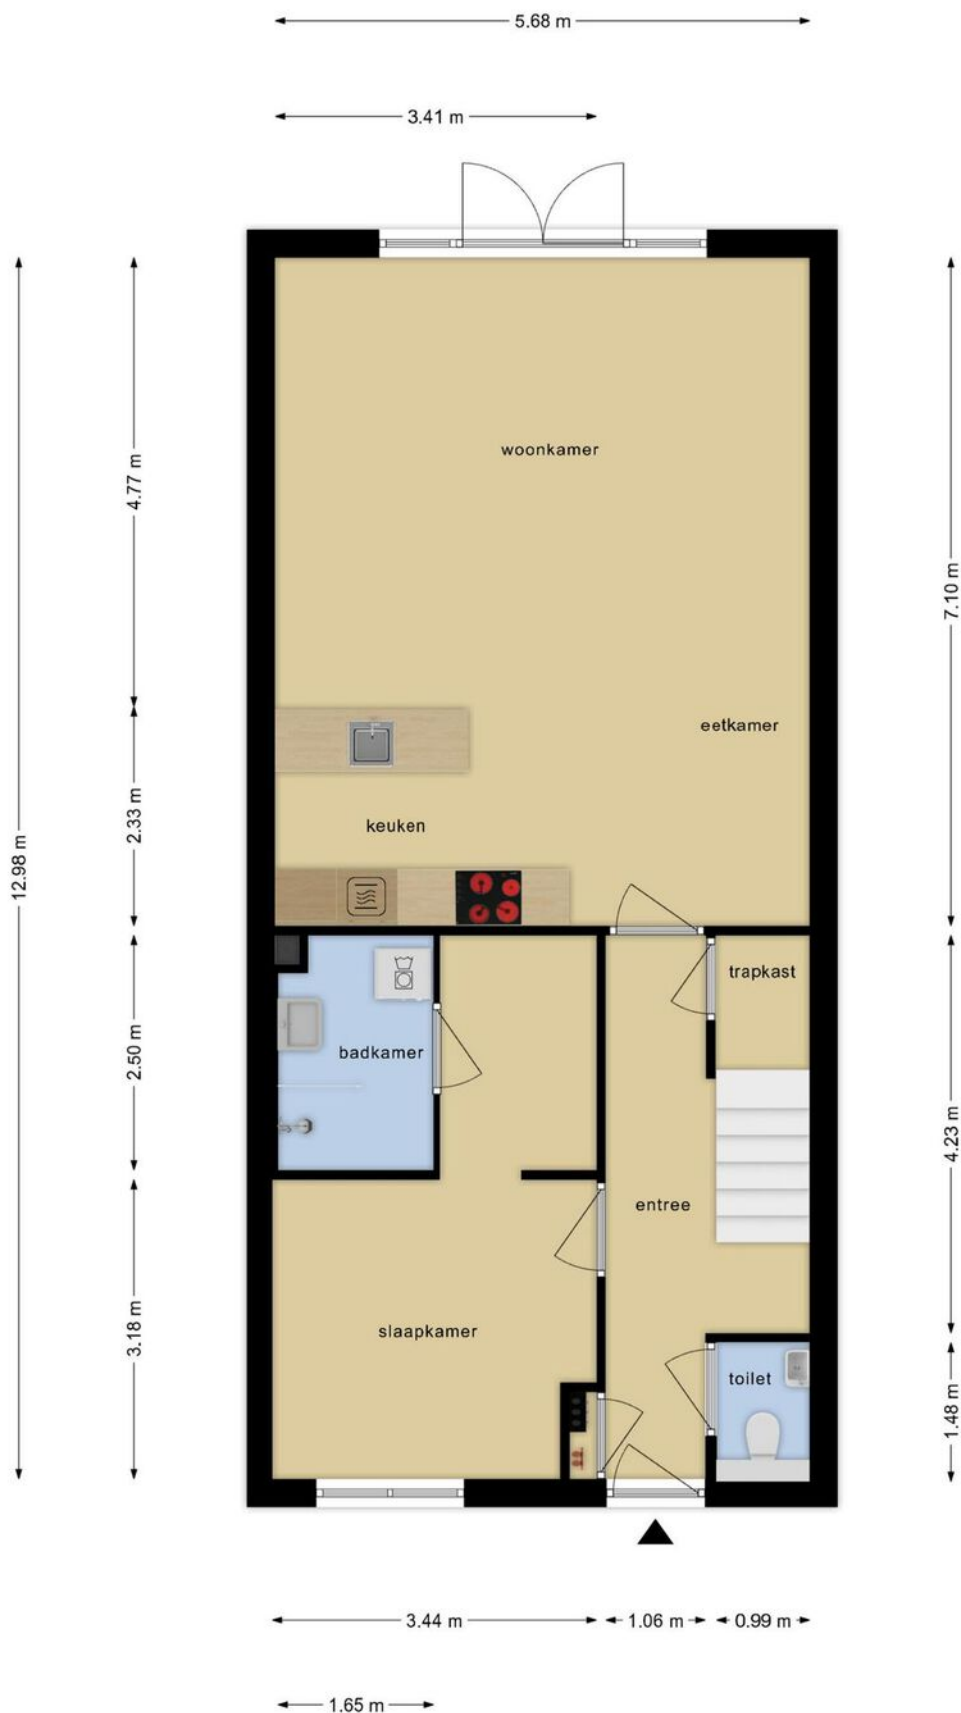 5.68 m
3.41 m
woonkamer
4.77 m
7.10 m
eetkamer
2.33 m
keuken
12.98 m
trapkast
badkamer
2.50 m
4.23 m
entree
slaapkamer
3.18 m
toilet
1.48 m
3.44 m
1.06 m
0.99 m
1.65 m